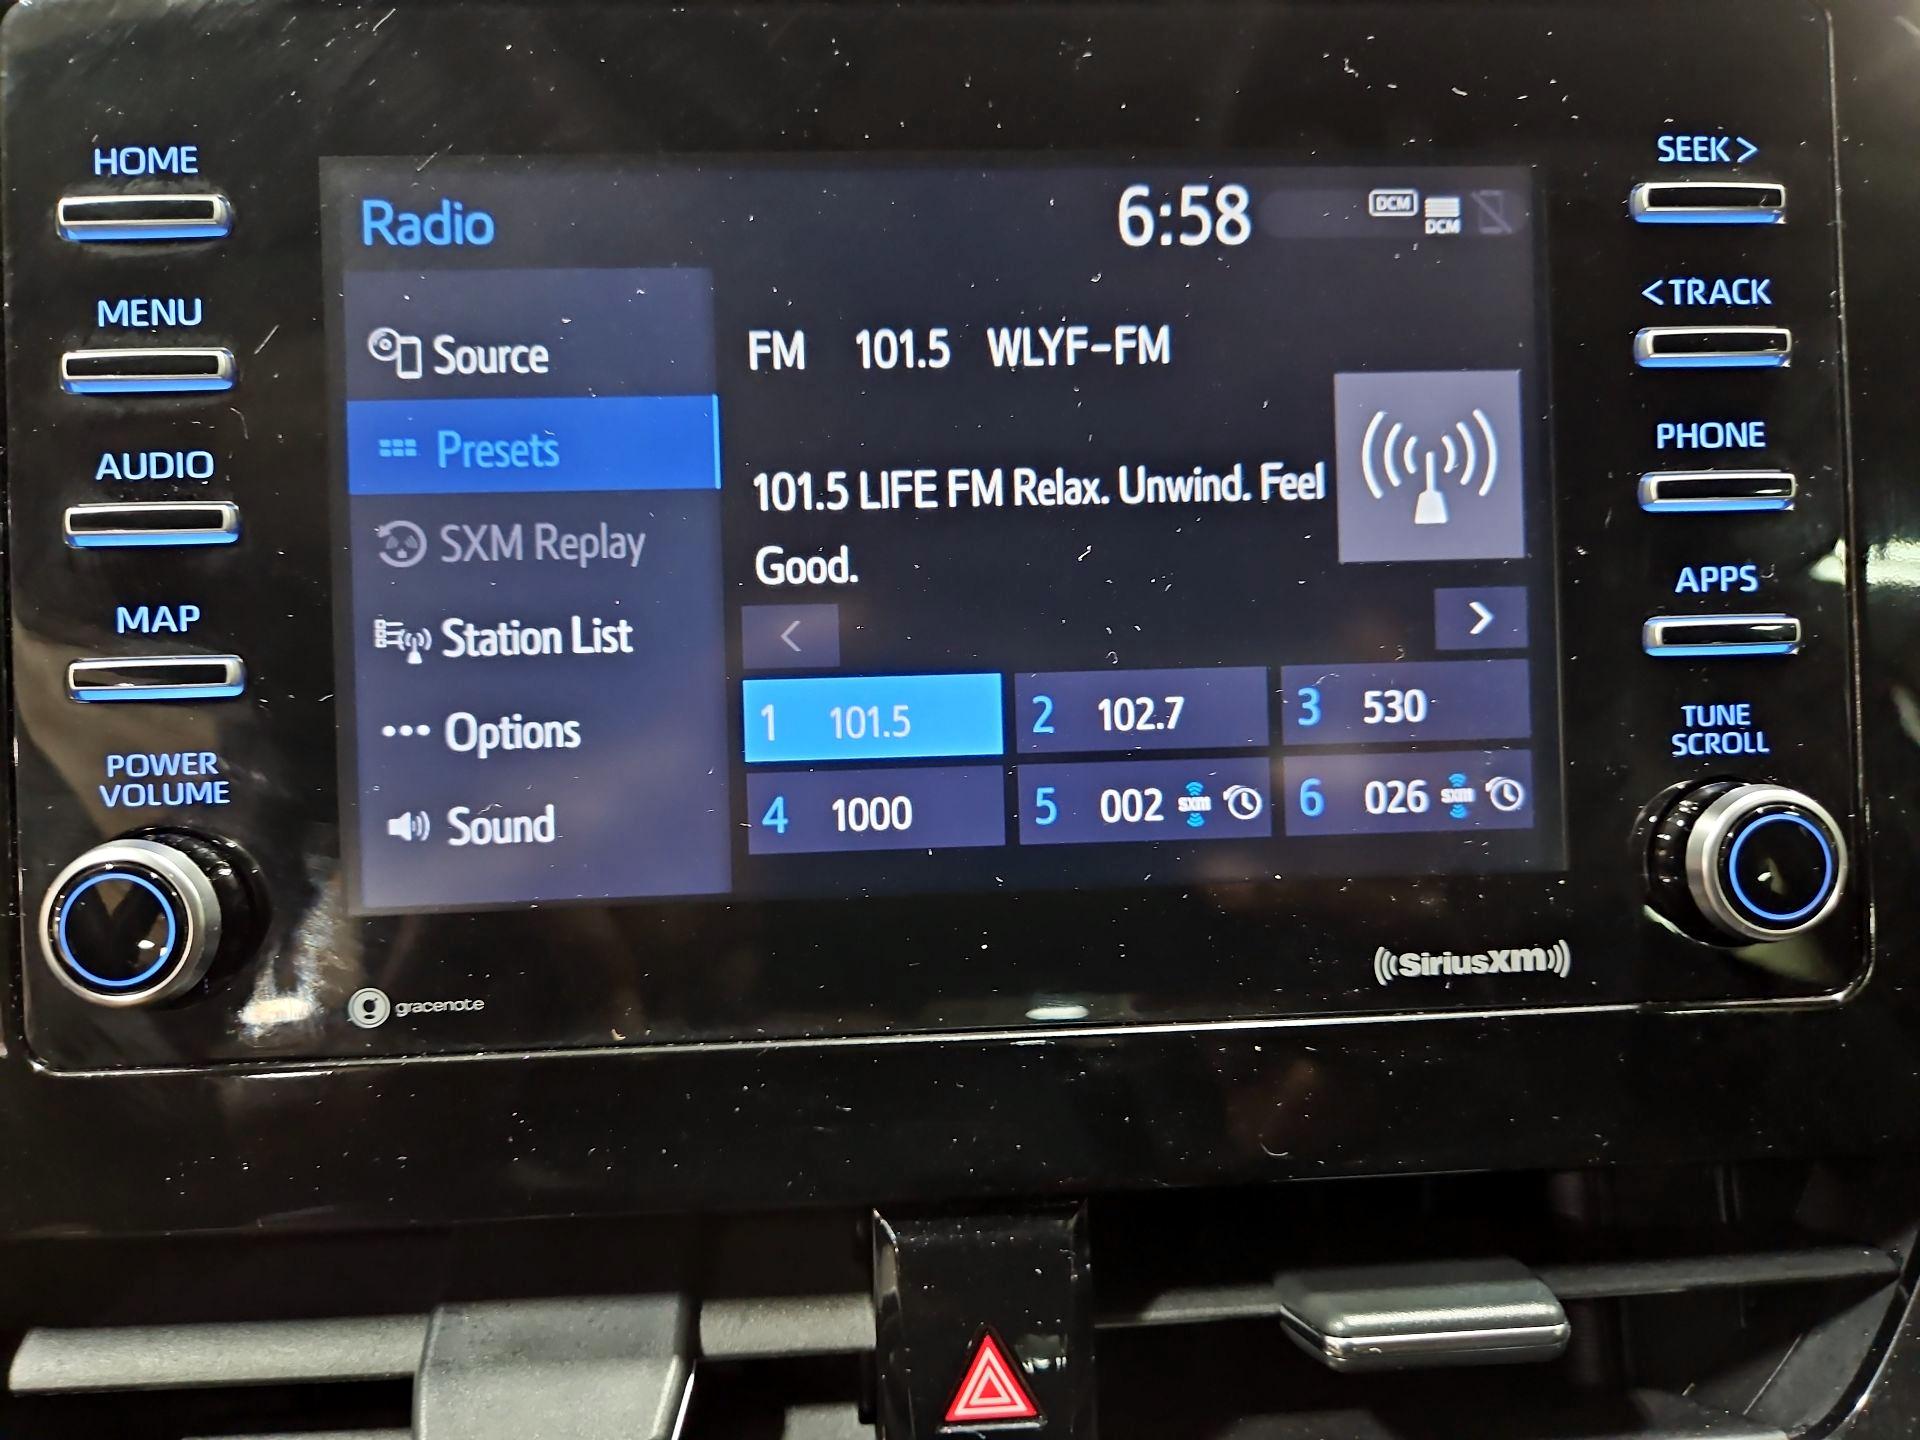 HOME
MENU
AUDIO
MAP
POWER
VOLUME
Radio
6:58
DCM
DCM
Source
Presets
SXM Replay
Station List
Options
Sound
FM 101.5 WLYF-FM
101.5 LIFE FM Relax. Unwind. Feel
Good.
<
>
1 101.5
2 102.7
3 530
4 1000
5 002 sxm
6 026 sxm
SEEK >
< TRACK
PHONE
APPS
TUNE
SCROLL
gracenote
((SiriusXM))